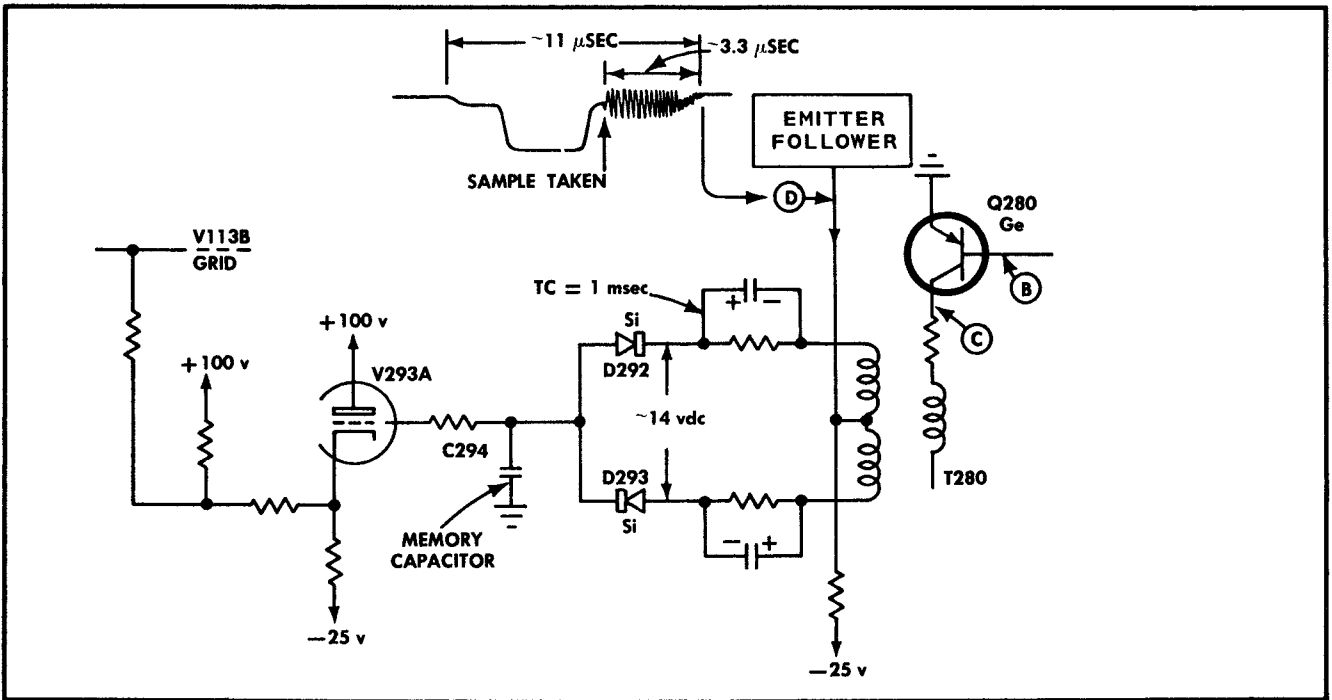 ~11 μSEC
~3.3 μSEC
EMITTER
FOLLOWER
SAMPLE TAKEN
D
Q280
Ge
V113B
GRID
B
TC = 1 msec
+
−
+100 v
Si
C
D292
+100 v
V293A
~14 vdc
C294
D293
T280
Si
MEMORY
CAPACITOR
−
+
−25 v
−25 v